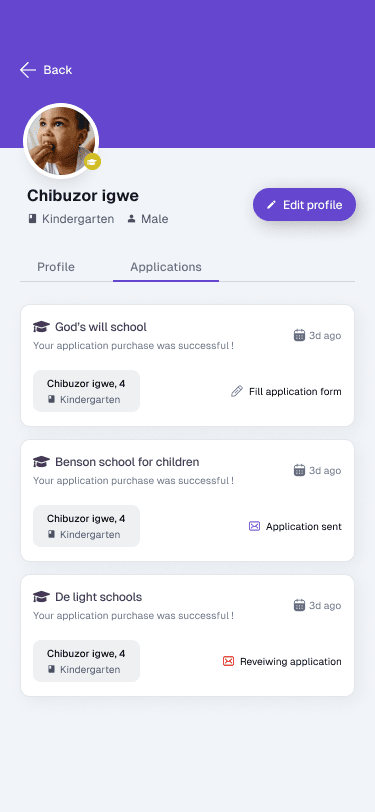 Back
Chibuzor igwe
Kindergarten Male
Edit profile
Profile Applications
God's will school
3d ago
Your application purchase was successful !
Chibuzor igwe, 4
Kindergarten
Fill application form
Benson school for children
3d ago
Your application purchase was successful !
Chibuzor igwe, 4
Kindergarten
Application sent
De light schools
3d ago
Your application purchase was successful !
Chibuzor igwe, 4
Kindergarten
Reveiwing application